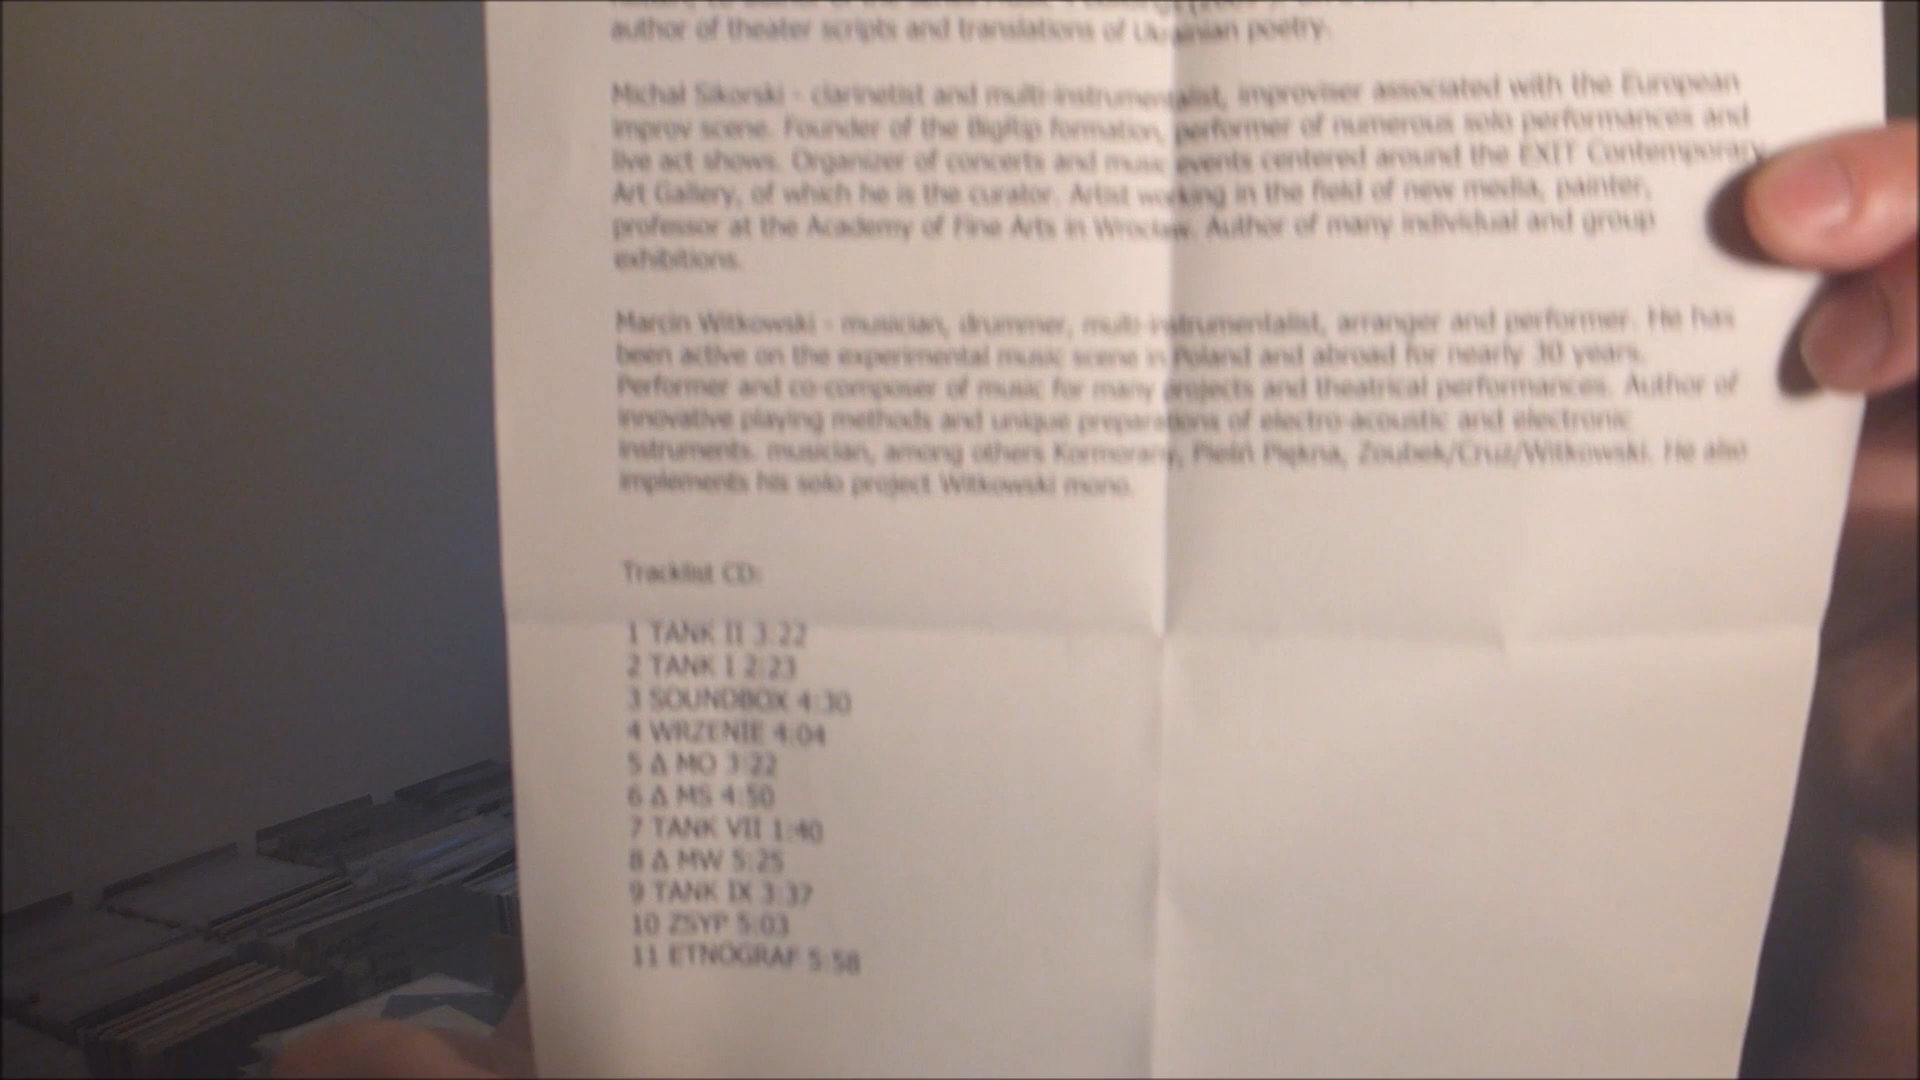 author of theater scripts and translations of Ukrainian poetry.
Michał Sikorski - clarinetist and multi-instrumentalist, improviser associated with the European
improv scene. Founder of the BigRip formation, performer of numerous solo performances and
live act shows. Organizer of concerts and music events centered around the EXIT Contemporary
Art Gallery, of which he is the curator. Artist working in the field of new media, painter,
professor at the Academy of Fine Arts in Wrocław. Author of many individual and group
exhibitions.
Marcin Witkowski - musician, drummer, multi-instrumentalist, arranger and performer. He has
been active on the experimental music scene in Poland and abroad for nearly 30 years.
Performer and co-composer of music for many projects and theatrical performances. Author of
innovative playing methods and unique preparations of electro-acoustic and electronic
instruments. musician, among others Kormorany, Pieśń Piękna, Zoubek/Cruz/Witkowski. He also
implements his solo project Witkowski mono.
Tracklist CD:
1 TANK II 3:22
2 TANK I 2:23
3 SOUNDBOX 4:30
4 WRZENIE 4:04
5 Δ MO 3:22
6 Δ MS 4:50
7 TANK VII 1:40
8 Δ MW 5:25
9 TANK IX 3:37
10 ZSYP 5:03
11 ETNOGRAF 5:58